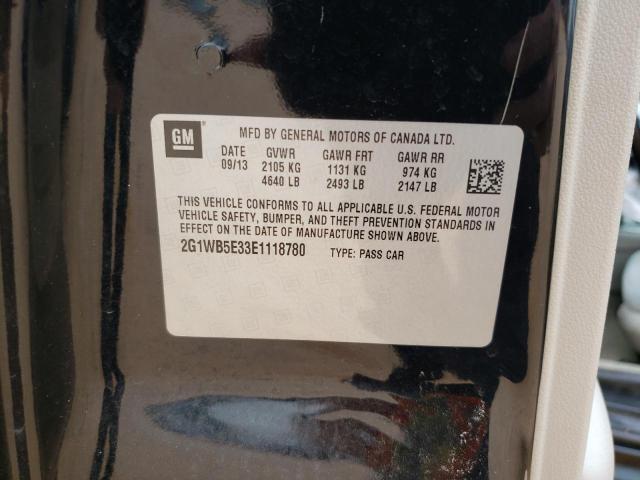 GM
MFD BY GENERAL MOTORS OF CANADA LTD.
DATE GVWR GAWR FRT GAWR RR
09/13 2105 KG 1131 KG 974 KG
4640 LB 2493 LB 2147 LB
THIS VEHICLE CONFORMS TO ALL APPLICABLE U.S. FEDERAL MOTOR
VEHICLE SAFETY, BUMPER, AND THEFT PREVENTION STANDARDS IN
EFFECT ON THE DATE OF MANUFACTURE SHOWN ABOVE.
2G1WB5E33E1118780 TYPE: PASS CAR